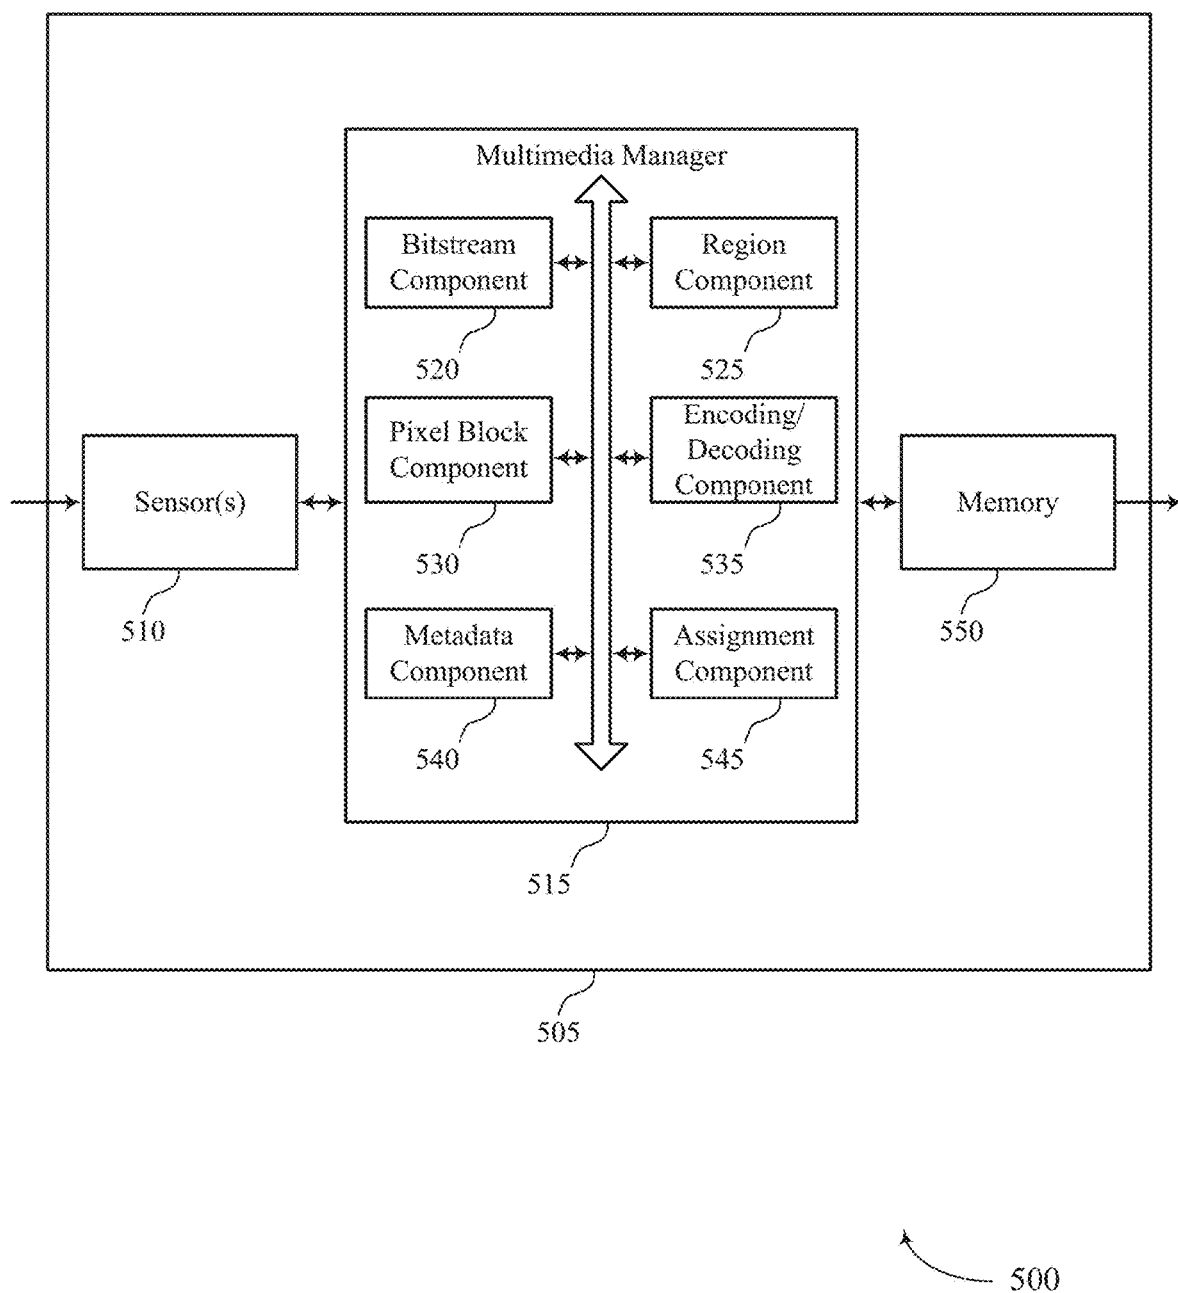 Multimedia Manager
Bitstream
Component
520
Region
Component
525
Pixel Block
Component
530
Encoding/
Decoding
Component
535
Metadata
Component
540
Assignment
Component
545
515
Sensor(s)
510
Memory
550
505
500